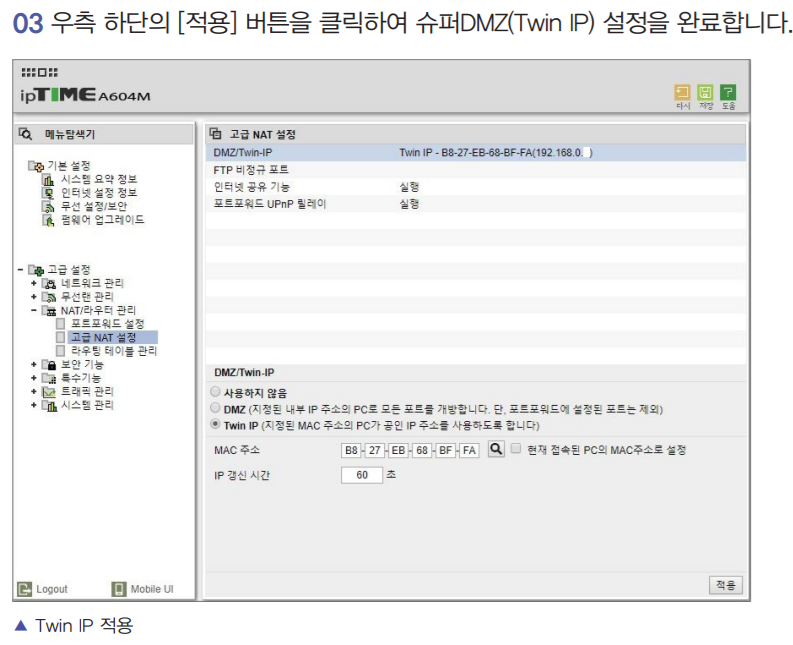 03 우측 하단의 [적용] 버튼을 클릭하여 슈퍼DMZ(Twin IP) 설정을 완료합니다.
ipTIME A604M
다시 저장 도움
메뉴탐색기
기본 설정
시스템 요약 정보
인터넷 설정 정보
무선 설정/보안
펌웨어 업그레이드
- 고급 설정
+ 네트워크 관리
+ 무선랜 관리
- NAT/라우터 관리
포트포워드 설정
고급 NAT 설정
라우팅 테이블 관리
+ 보안 기능
+ 특수기능
+ 트래픽 관리
+ 시스템 관리
Logout Mobile UI
고급 NAT 설정
DMZ/Twin-IP Twin IP - B8-27-EB-68-BF-FA(192.168.0. )
FTP 비정규 포트
인터넷 공유 기능 실행
포트포워드 UPnP 릴레이 실행
DMZ/Twin-IP
사용하지 않음
DMZ (지정된 내부 IP 주소의 PC로 모든 포트를 개방합니다. 단, 포트포워드에 설정된 포트는 제외)
Twin IP (지정된 MAC 주소의 PC가 공인 IP 주소를 사용하도록 합니다)
MAC 주소 B8 - 27 - EB - 68 - BF - FA 현재 접속된 PC의 MAC주소로 설정
IP 갱신 시간 60 초
적용
▲ Twin IP 적용